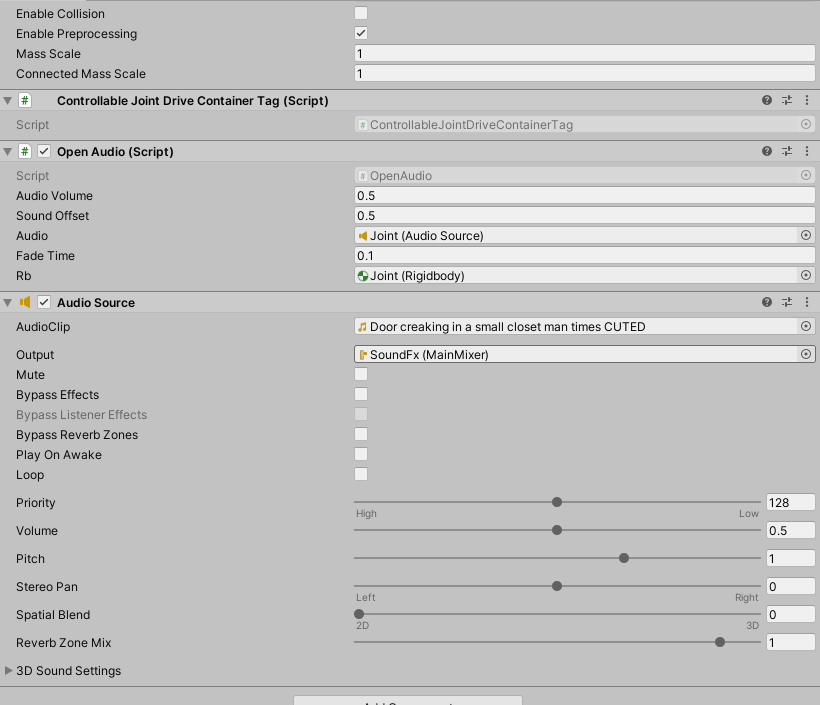 Enable Collision
Enable Preprocessing
Mass Scale 1
Connected Mass Scale 1
# Controllable Joint Drive Container Tag (Script)
Script # ControllableJointDriveContainerTag
# Open Audio (Script)
Script # OpenAudio
Audio Volume 0.5
Sound Offset 0.5
Audio Joint (Audio Source)
Fade Time 0.1
Rb Joint (Rigidbody)
Audio Source
AudioClip Door creaking in a small closet man times CUTED
Output SoundFx (MainMixer)
Mute
Bypass Effects
Bypass Listener Effects
Bypass Reverb Zones
Play On Awake
Loop
Priority 128
High Low
Volume 0.5
Pitch 1
Stereo Pan 0
Left Right
Spatial Blend 0
2D 3D
Reverb Zone Mix 1
3D Sound Settings